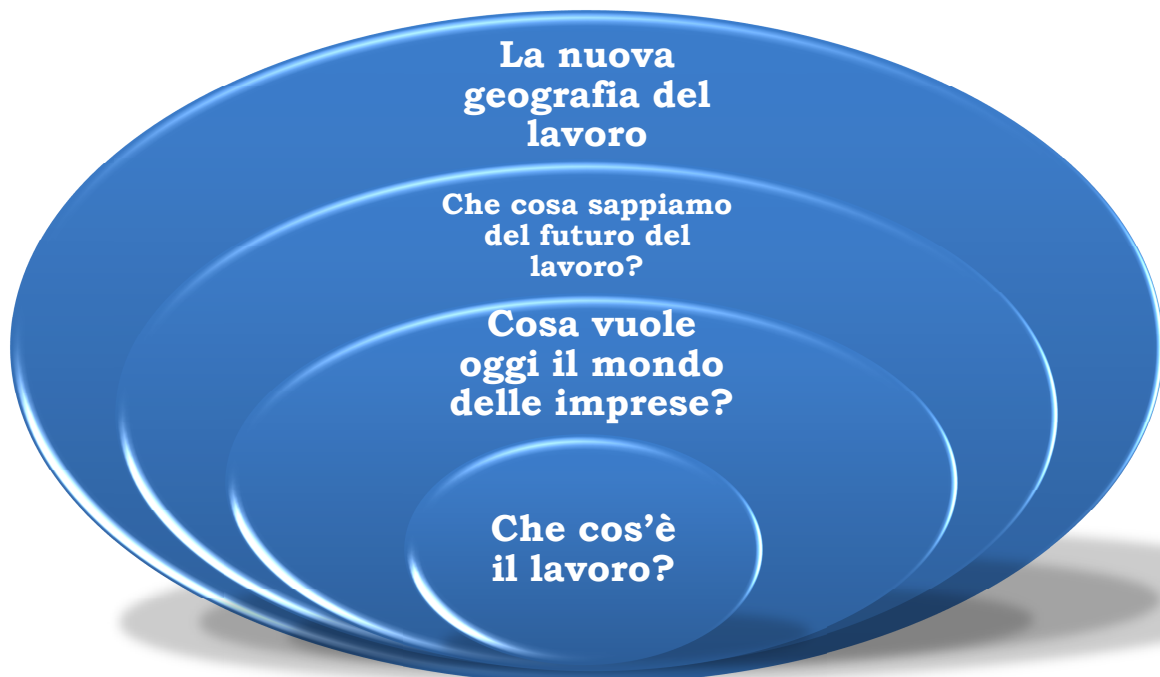 La nuova
geografia del
lavoro
Che cosa sappiamo
del futuro del
lavoro?
Cosa vuole
oggi il mondo
delle imprese?
Che cos’è
il lavoro?